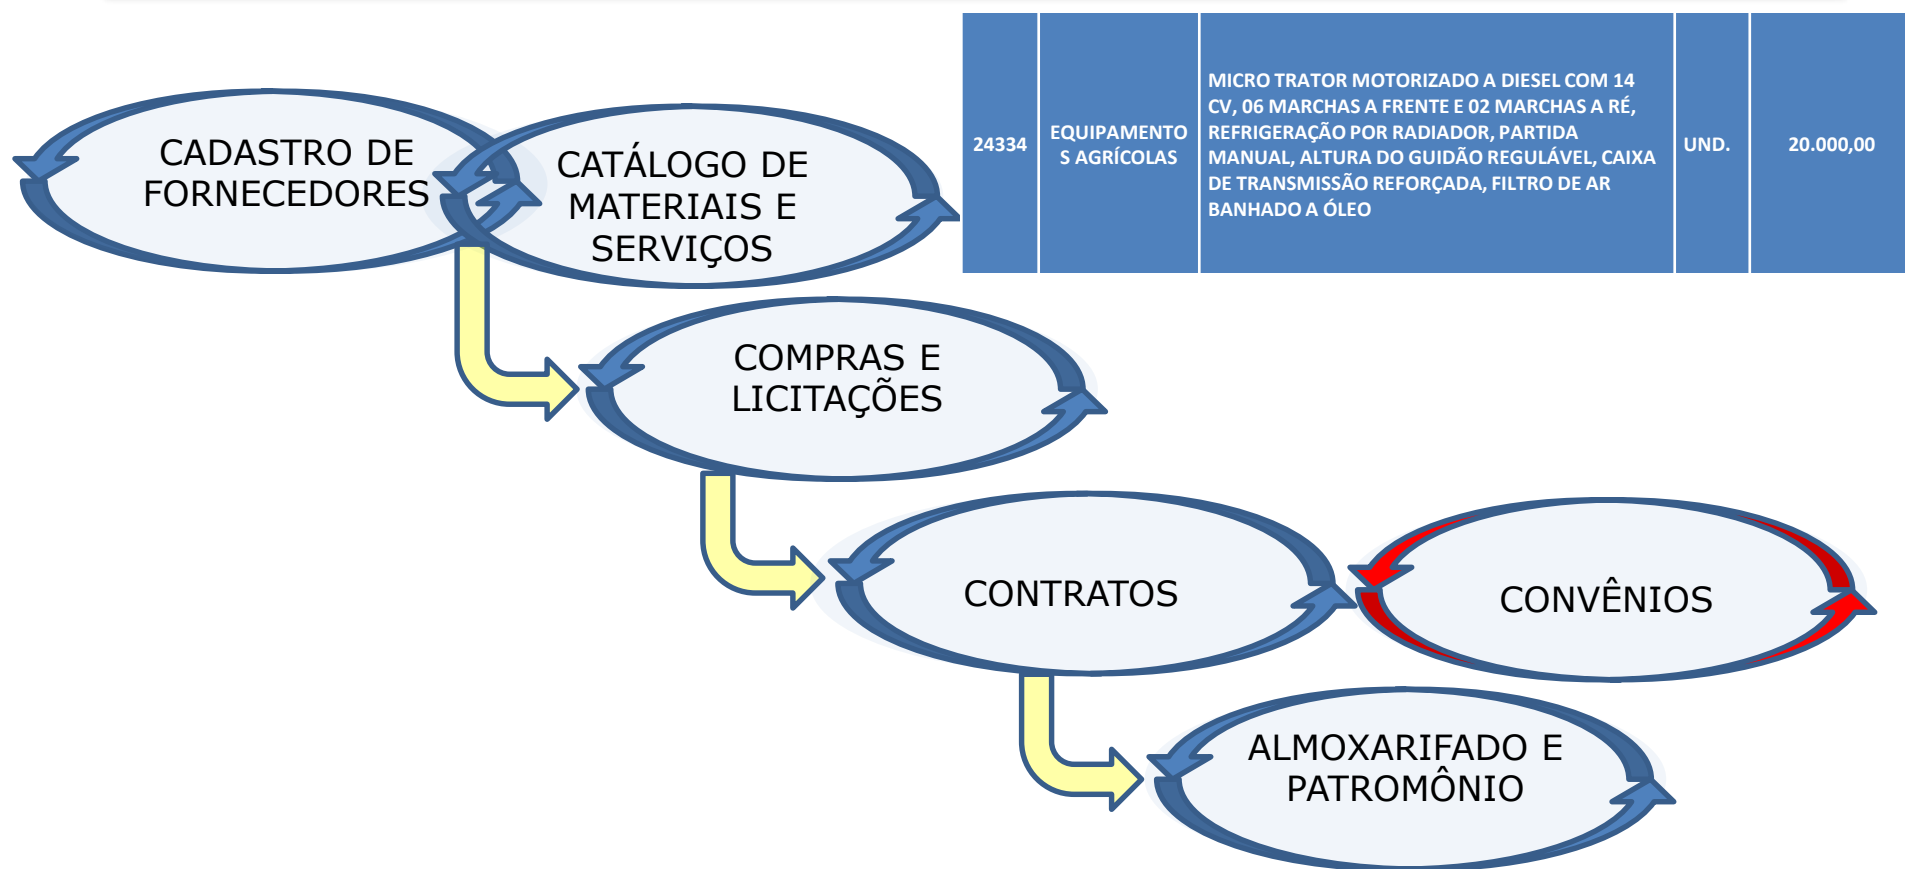 CADASTRO DE
FORNECEDORES
CATÁLOGO DE
MATERIAIS E
SERVIÇOS
24334
EQUIPAMENTO
S AGRÍCOLAS
MICRO TRATOR MOTORIZADO A DIESEL COM 14
CV, 06 MARCHAS A FRENTE E 02 MARCHAS A RÉ,
REFRIGERAÇÃO POR RADIADOR, PARTIDA
MANUAL, ALTURA DO GUIDÃO REGULÁVEL, CAIXA
DE TRANSMISSÃO REFORÇADA, FILTRO DE AR
BANHADO A ÓLEO
UND.
20.000,00
COMPRAS E
LICITAÇÕES
CONTRATOS
CONVÊNIOS
ALMOXARIFADO E
PATROMÔNIO